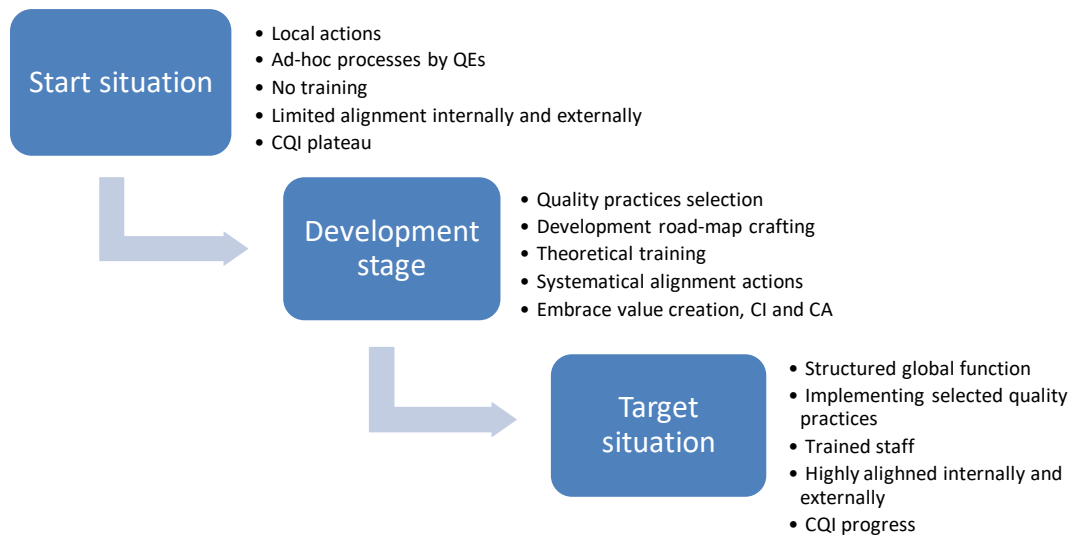 Start situation
• Local actions
• Ad-hoc processes by QEs
• No training
• Limited alignment internally and externally
• CQI plateau
Development
stage
• Quality practices selection
• Development road-map crafting
• Theoretical training
• Systematical alignment actions
• Embrace value creation, CI and CA
Target
situation
• Structured global function
• Implementing selected quality
practices
• Trained staff
• Highly alighned internally and
externally
• CQI progress